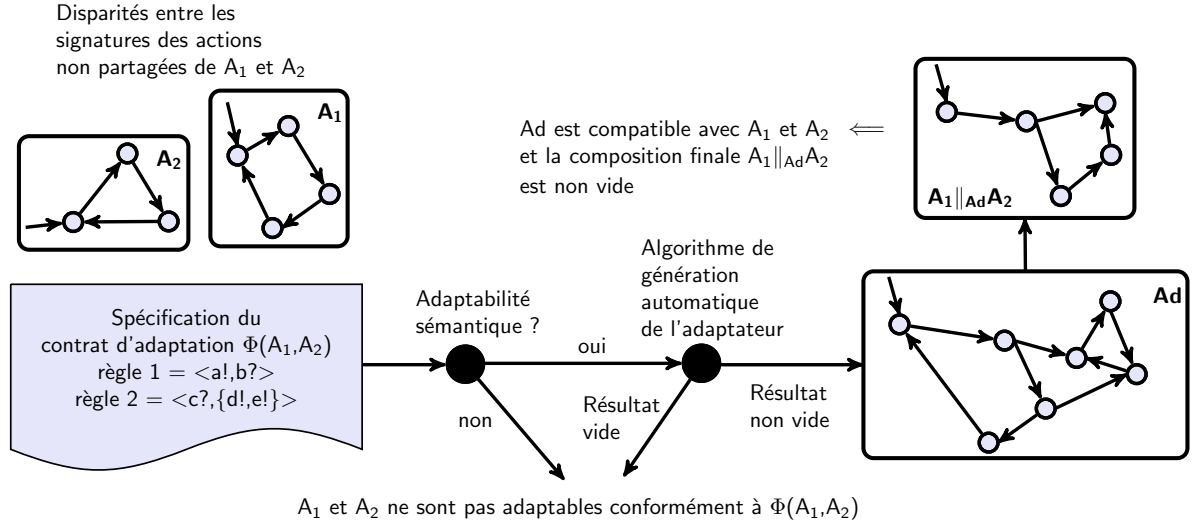 Disparités entre les
signatures des actions
non partagées de A₁ et A₂
A₂
A₁
Ad est compatible avec A₁ et A₂ ⟸
et la composition finale A₁∥AdA₂
est non vide
A₁∥AdA₂
Spécification du
contrat d'adaptation Φ(A₁,A₂)
règle 1 = <a!,b?>
règle 2 = <c?,{d!,e!}>
Adaptabilité
sémantique ?
oui
non
Algorithme de
génération
automatique
de l'adaptateur
Résultat
vide
Résultat
non vide
Ad
A₁ et A₂ ne sont pas adaptables conformément à Φ(A₁,A₂)